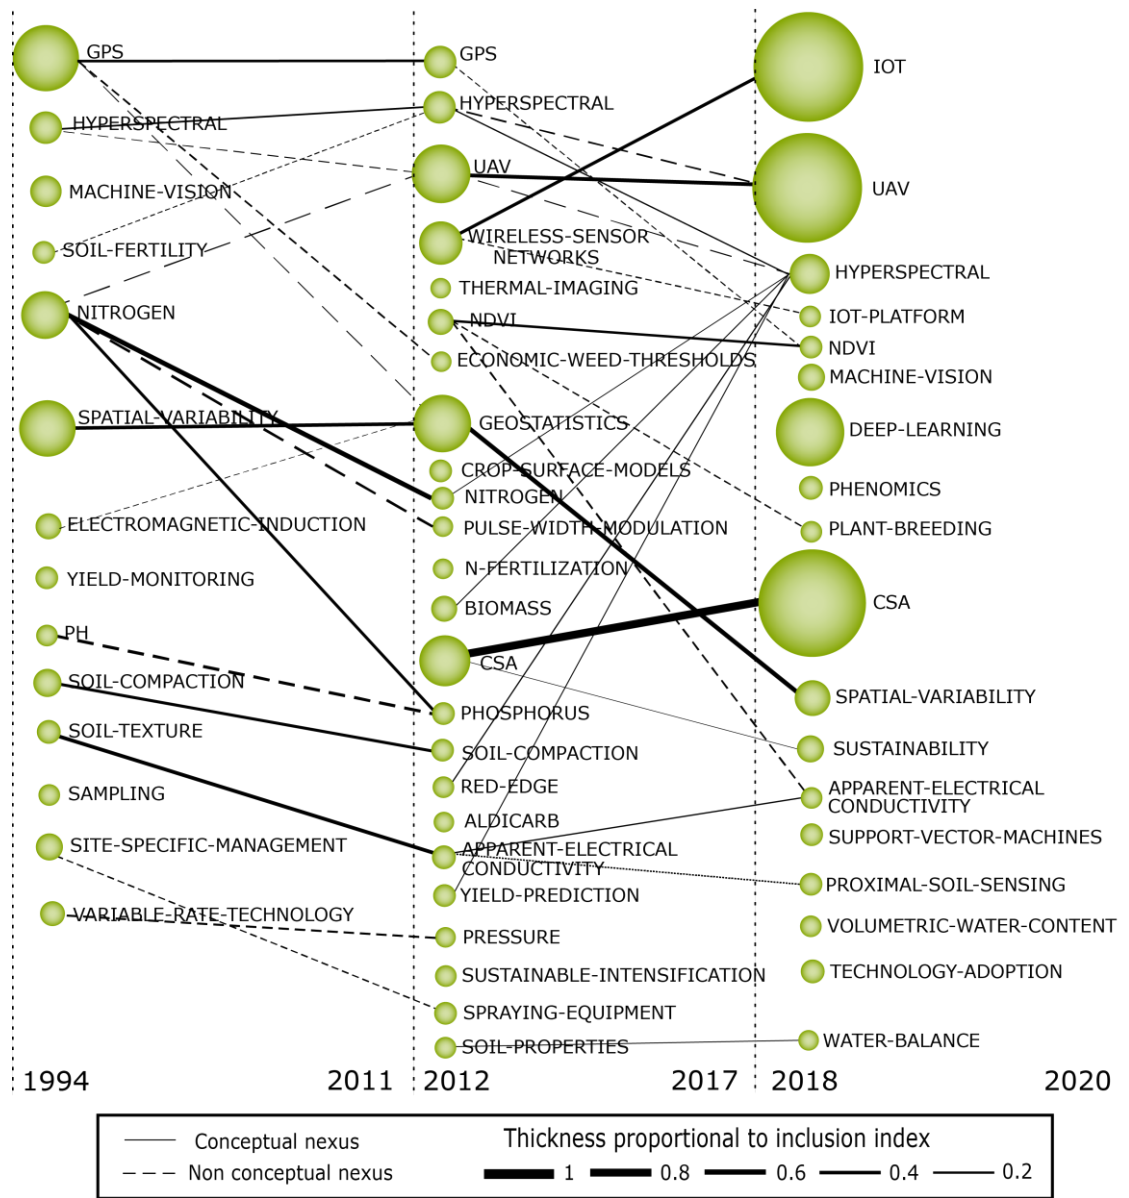 GPS
HYPERSPECTRAL
MACHINE-VISION
SOIL-FERTILITY
NITROGEN
SPATIAL-VARIABILITY
ELECTROMAGNETIC-INDUCTION
YIELD-MONITORING
PH
SOIL-COMPACTION
SOIL-TEXTURE
SAMPLING
SITE-SPECIFIC-MANAGEMENT
VARIABLE-RATE-TECHNOLOGY
GPS
HYPERSPECTRAL
UAV
WIRELESS-SENSOR
NETWORKS
THERMAL-IMAGING
NDVI
ECONOMIC-WEED-THRESHOLDS
GEOSTATISTICS
CROP-SURFACE-MODELS
NITROGEN
PULSE-WIDTH-MODULATION
N-FERTILIZATION
BIOMASS
CSA
PHOSPHORUS
SOIL-COMPACTION
RED-EDGE
ALDICARB
APPARENT-ELECTRICAL
CONDUCTIVITY
YIELD-PREDICTION
PRESSURE
SUSTAINABLE-INTENSIFICATION
SPRAYING-EQUIPMENT
SOIL-PROPERTIES
IOT
UAV
HYPERSPECTRAL
IOT-PLATFORM
NDVI
MACHINE-VISION
DEEP-LEARNING
PHENOMICS
PLANT-BREEDING
CSA
SPATIAL-VARIABILITY
SUSTAINABILITY
APPARENT-ELECTRICAL
CONDUCTIVITY
SUPPORT-VECTOR-MACHINES
PROXIMAL-SOIL-SENSING
VOLUMETRIC-WATER-CONTENT
TECHNOLOGY-ADOPTION
WATER-BALANCE
1994 2011 2012 2017 2018 2020
Conceptual nexus
Non conceptual nexus
Thickness proportional to inclusion index
1 0.8 0.6 0.4 0.2